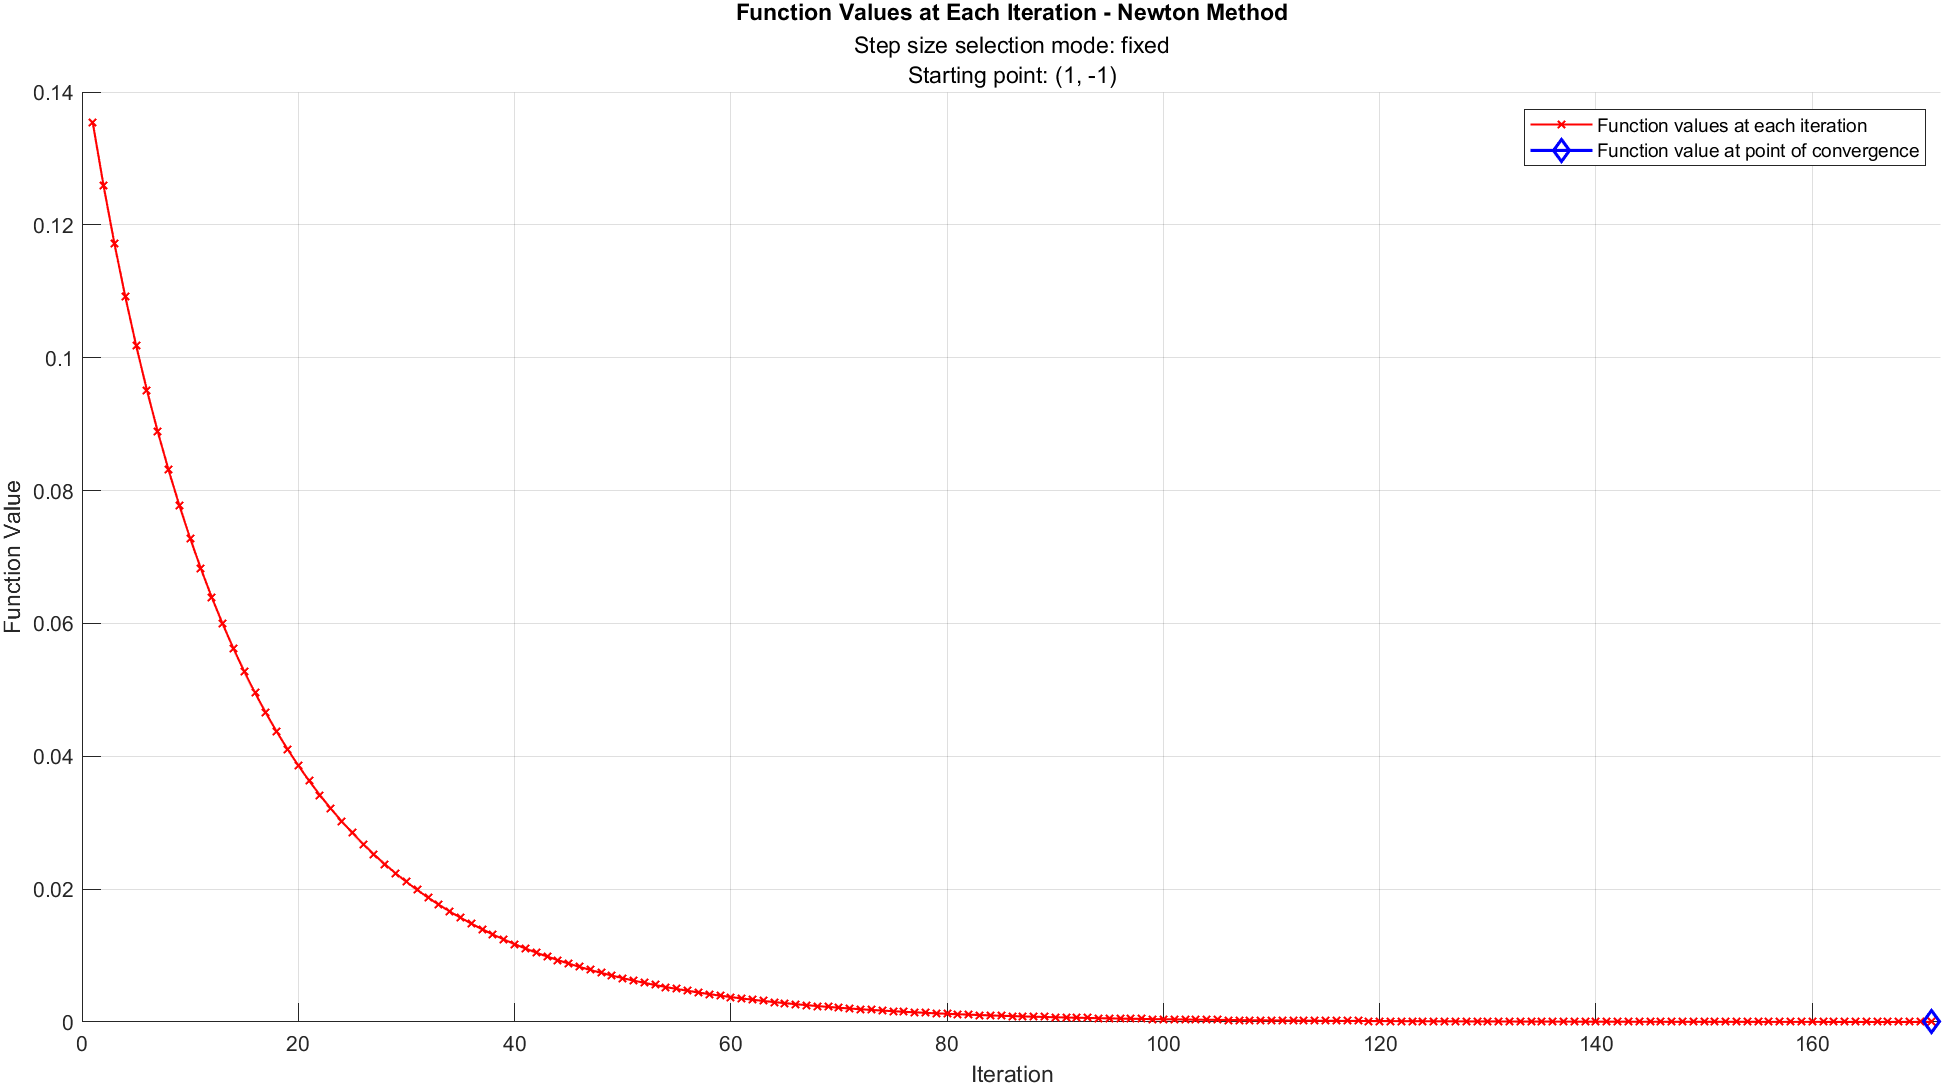 Function Values at Each Iteration - Newton Method
Step size selection mode: fixed
Starting point: (1, -1)
Function values at each iteration
Function value at point of convergence
Function Value
0.14
0.12
0.1
0.08
0.06
0.04
0.02
0
0 20 40 60 80 100 120 140 160
Iteration